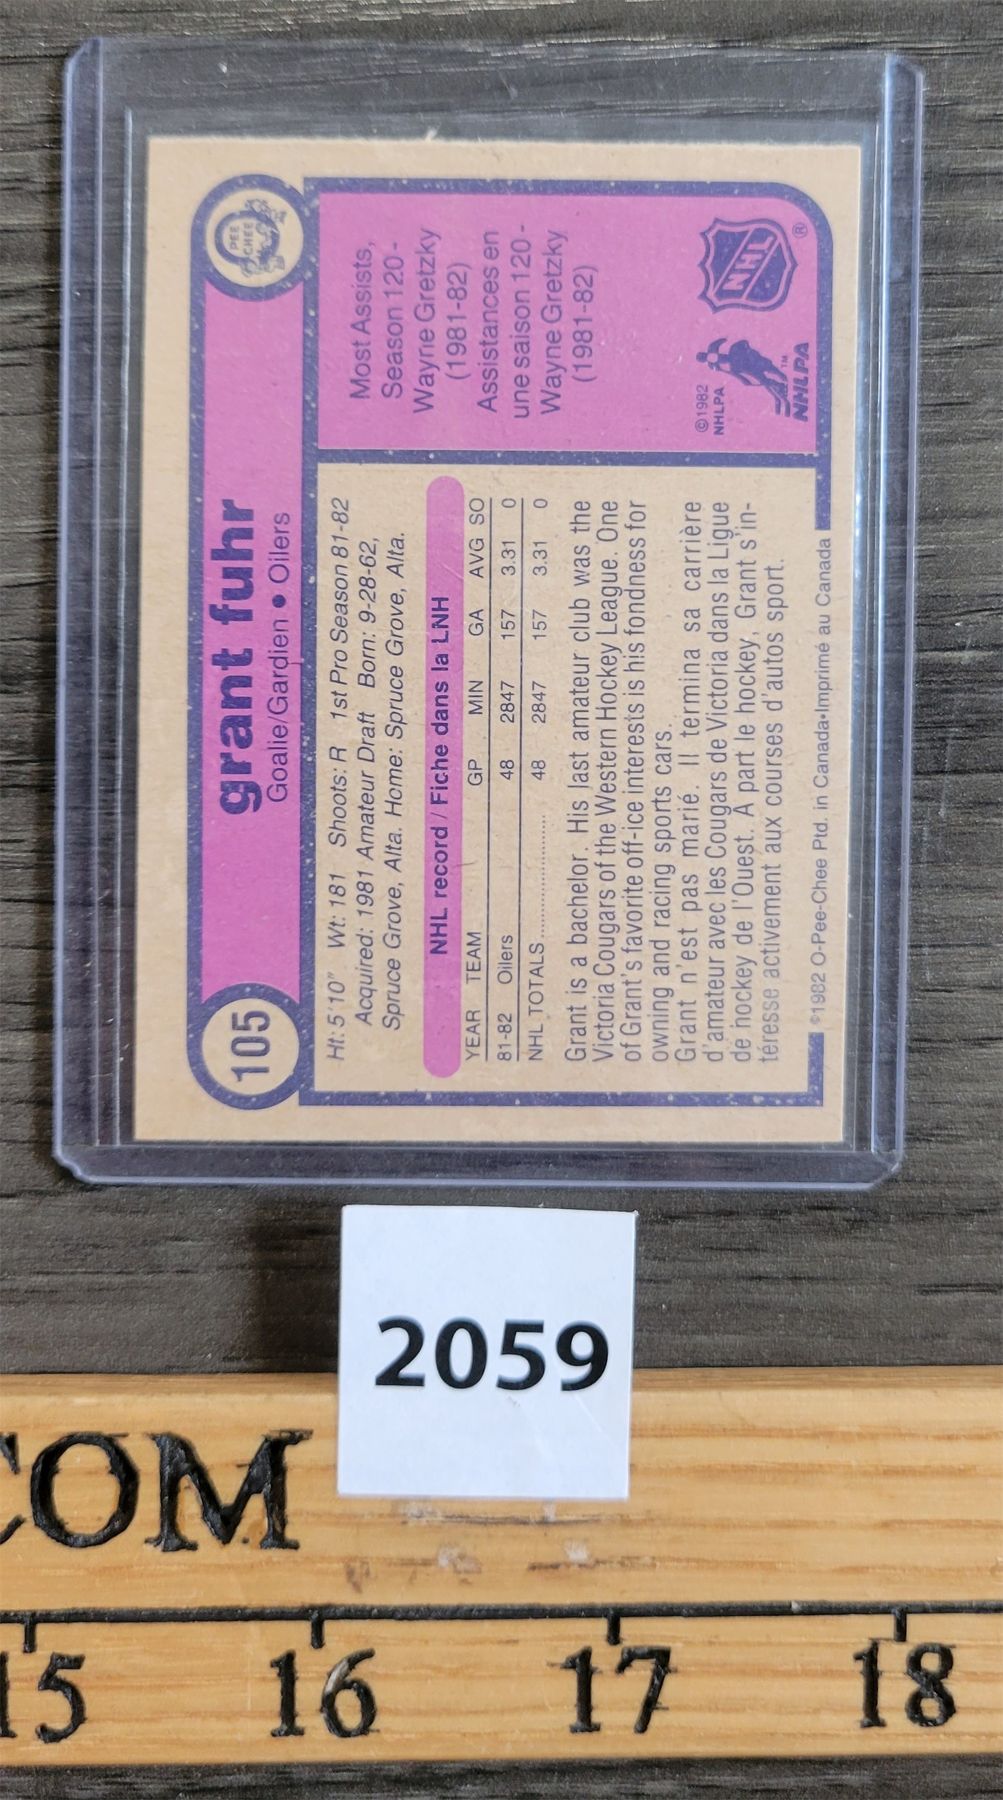 105
grant fuhr
Goalie/Gardien • Oilers
PEE
CHEE
Ht: 5'10" Wt: 181 Shoots: R 1st Pro Season 81-82
Acquired: 1981 Amateur Draft Born: 9-28-62,
Spruce Grove, Alta. Home: Spruce Grove, Alta.
NHL record / Fiche dans la LNH
YEAR TEAM GP MIN GA AVG SO
81-82 Oilers 48 2847 157 3.31 0
NHL TOTALS .................. 48 2847 157 3.31 0
Grant is a bachelor. His last amateur club was the
Victoria Cougars of the Western Hockey League. One
of Grant's favorite off-ice interests is his fondness for
owning and racing sports cars.
Grant n'est pas marié. Il termina sa carrière
d'amateur avec les Cougars de Victoria dans la Ligue
de hockey de l'Ouest. À part le hockey, Grant s'in-
téresse activement aux courses d'autos sport.
Most Assists,
Season 120 -
Wayne Gretzky
(1981-82)
Assistances en
une saison 120 -
Wayne Gretzky
(1981-82)
©1982
NHLPA
TM
NHLPA
NHL
®
©1982 O-Pee-Chee Ptd. in Canada•Imprimé au Canada
2059
COM
15 16 17 18